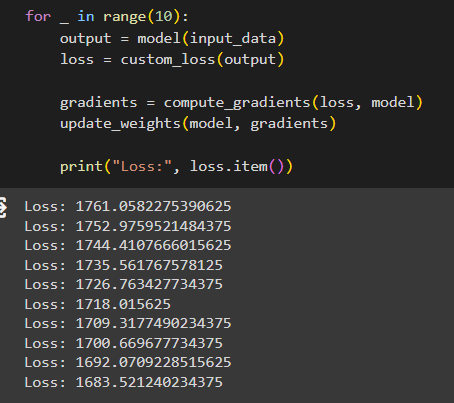 for _ in range(10):
    output = model(input_data)
    loss = custom_loss(output)

    gradients = compute_gradients(loss, model)
    update_weights(model, gradients)

    print("Loss:", loss.item())
Loss: 1761.0582275390625
Loss: 1752.9759521484375
Loss: 1744.4107666015625
Loss: 1735.561767578125
Loss: 1726.763427734375
Loss: 1718.015625
Loss: 1709.3177490234375
Loss: 1700.669677734375
Loss: 1692.0709228515625
Loss: 1683.521240234375